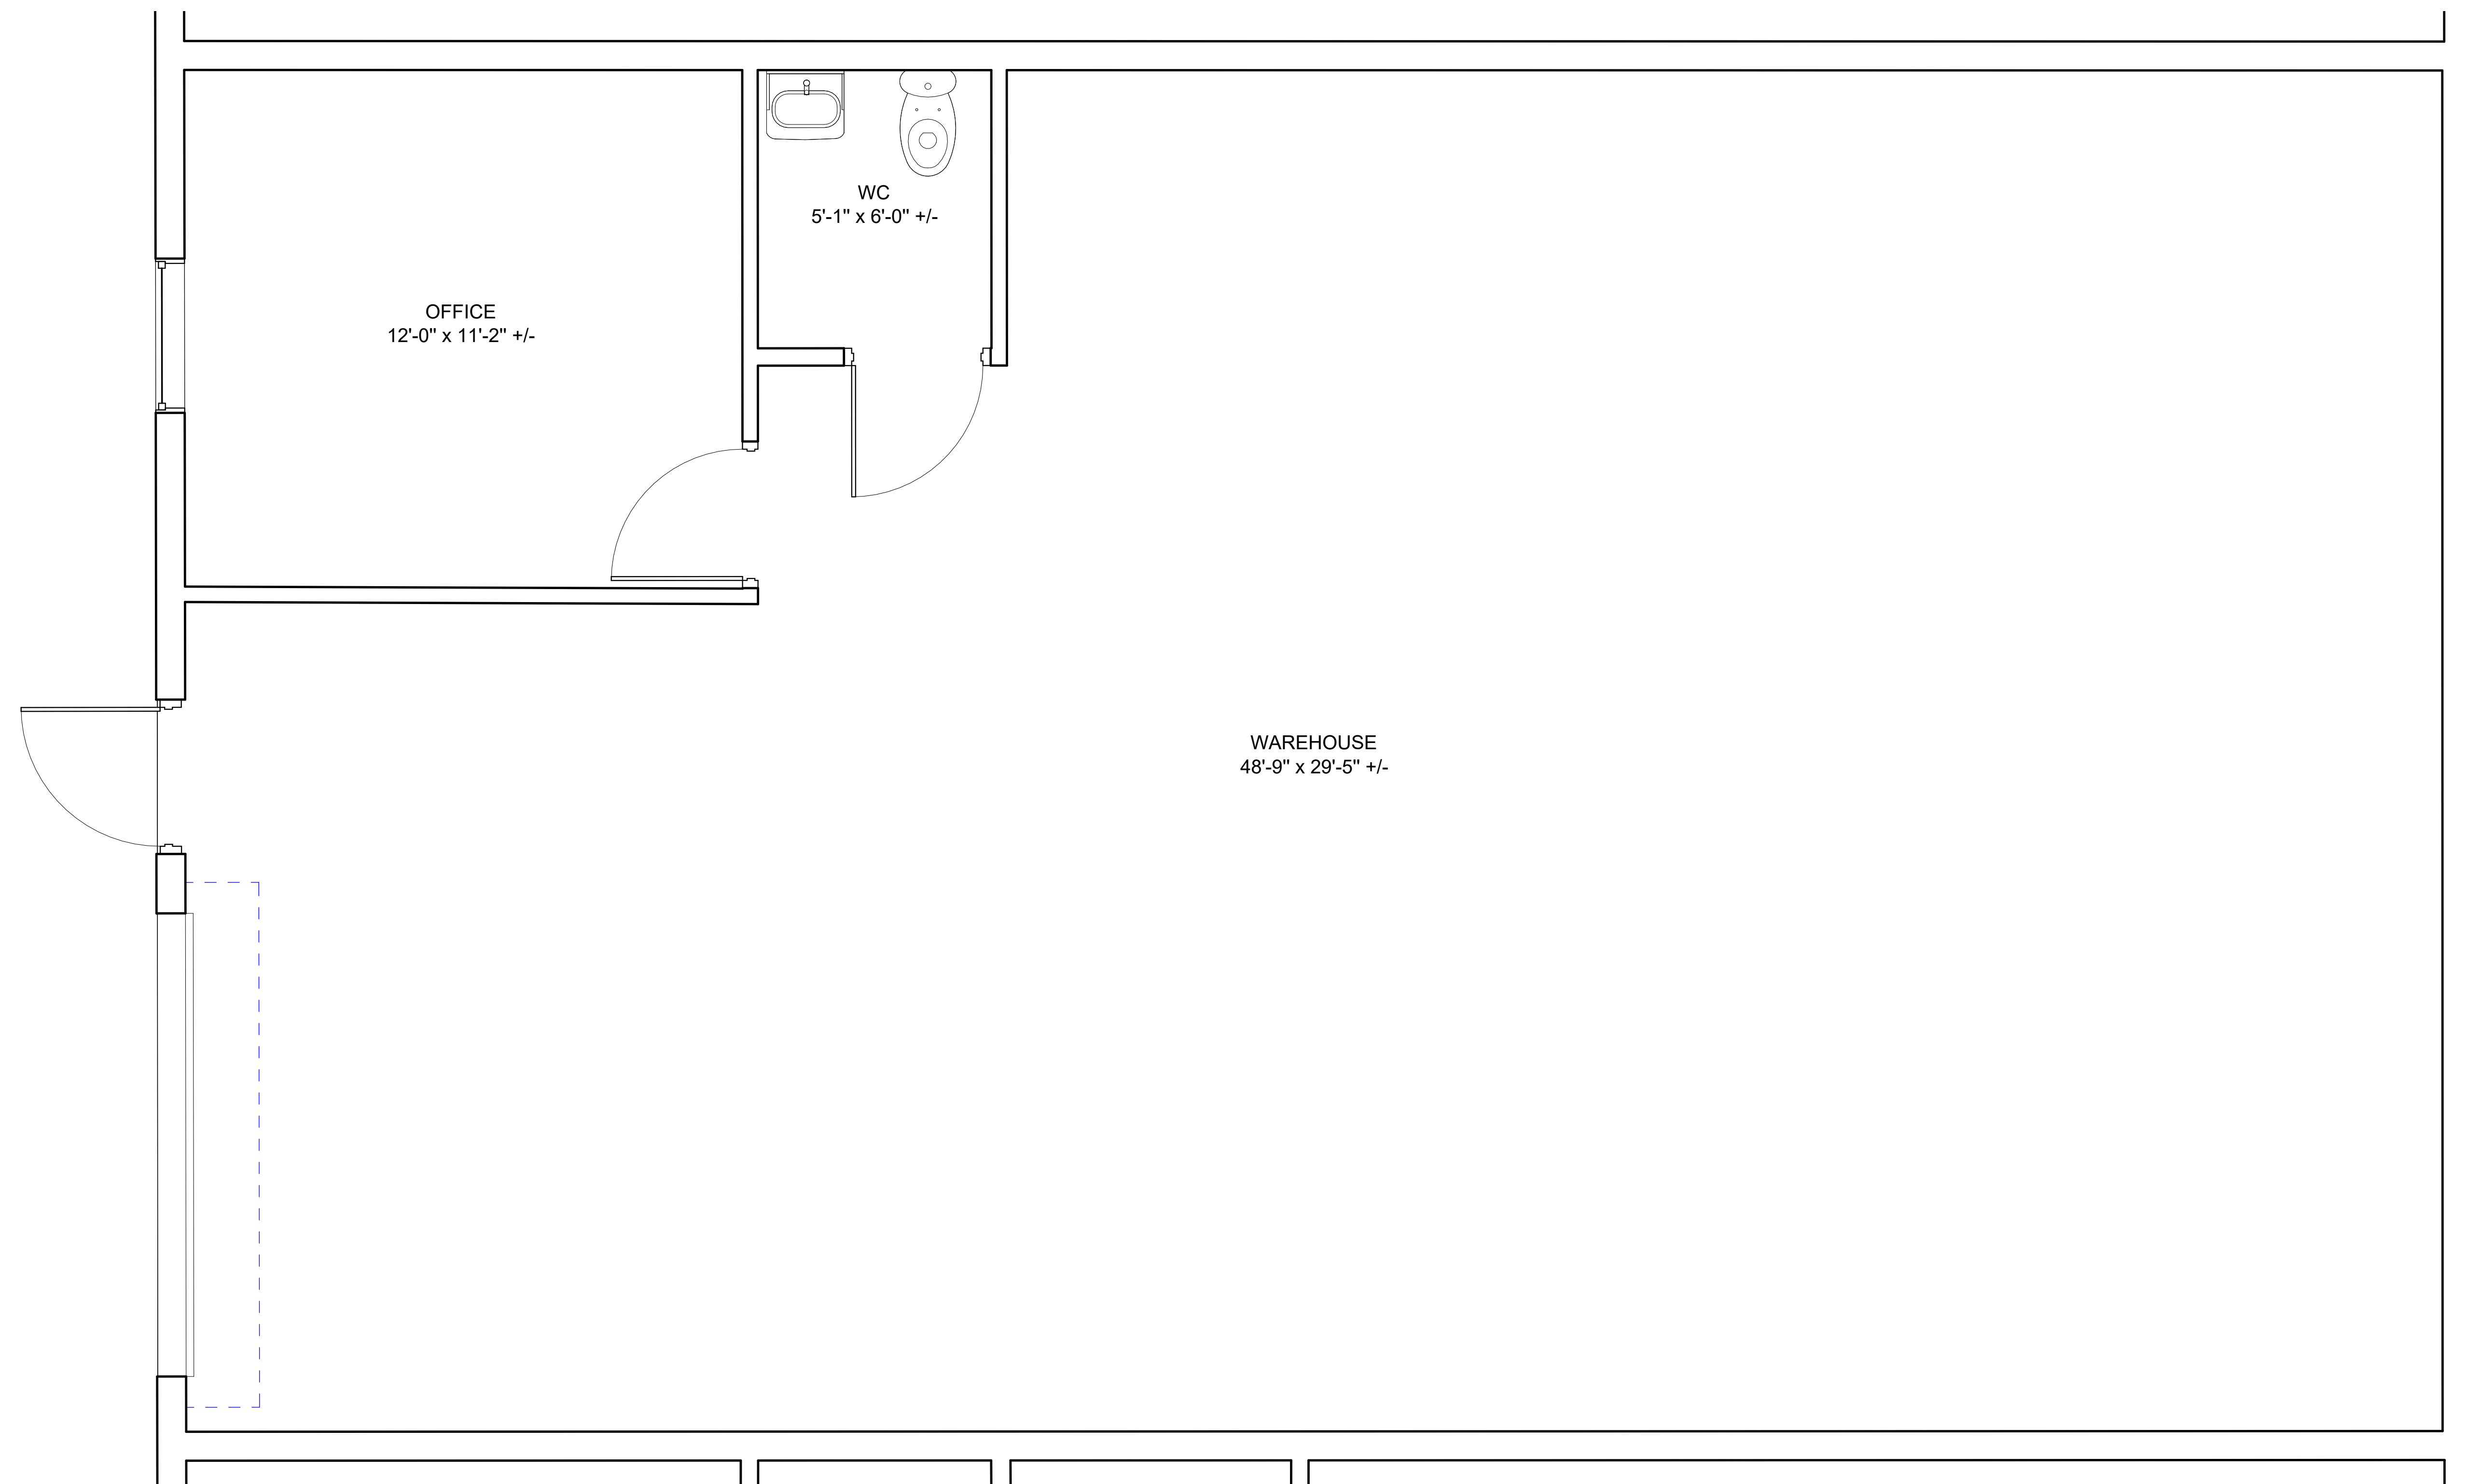 WC
5'-1" x 6'-0" +/-
OFFICE
12'-0" x 11'-2" +/-
WAREHOUSE
48'-9" x 29'-5" +/-